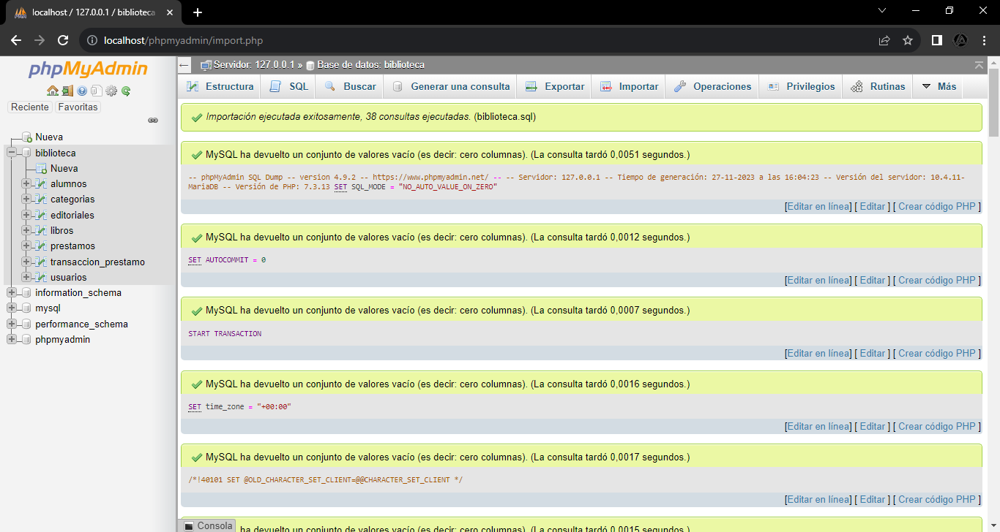 localhost / 127.0.0.1 / biblioteca
localhost/phpmyadmin/import.php
phpMyAdmin
Reciente
Favoritas
Nueva
biblioteca
Nueva
alumnos
categorias
editoriales
libros
prestamos
transaccion_prestamo
usuarios
information_schema
mysql
performance_schema
phpmyadmin
Servidor: 127.0.0.1 » Base de datos: biblioteca
Estructura SQL Buscar Generar una consulta Exportar Importar Operaciones Privilegios Rutinas Más
Importación ejecutada exitosamente, 38 consultas ejecutadas. (biblioteca.sql)
MySQL ha devuelto un conjunto de valores vacío (es decir: cero columnas). (La consulta tardó 0,0051 segundos.)
-- phpMyAdmin SQL Dump -- version 4.9.2 -- https://www.phpmyadmin.net/ -- -- Servidor: 127.0.0.1 -- Tiempo de generación: 27-11-2023 a las 16:04:23 -- Versión del servidor: 10.4.11-
MariaDB -- Versión de PHP: 7.3.13 SET SQL_MODE = "NO_AUTO_VALUE_ON_ZERO"
[Editar en línea] [ Editar ] [ Crear código PHP ]
MySQL ha devuelto un conjunto de valores vacío (es decir: cero columnas). (La consulta tardó 0,0012 segundos.)
SET AUTOCOMMIT = 0
[Editar en línea] [ Editar ] [ Crear código PHP ]
MySQL ha devuelto un conjunto de valores vacío (es decir: cero columnas). (La consulta tardó 0,0007 segundos.)
START TRANSACTION
[Editar en línea] [ Editar ] [ Crear código PHP ]
MySQL ha devuelto un conjunto de valores vacío (es decir: cero columnas). (La consulta tardó 0,0016 segundos.)
SET time_zone = "+00:00"
[Editar en línea] [ Editar ] [ Crear código PHP ]
MySQL ha devuelto un conjunto de valores vacío (es decir: cero columnas). (La consulta tardó 0,0017 segundos.)
/*!40101 SET @OLD_CHARACTER_SET_CLIENT=@@CHARACTER_SET_CLIENT */
[Editar en línea] [ Editar ] [ Crear código PHP ]
Consola
ha devuelto un conjunto de valores vacío (es decir: cero columnas). (La consulta tardó 0,0015 segundos.)